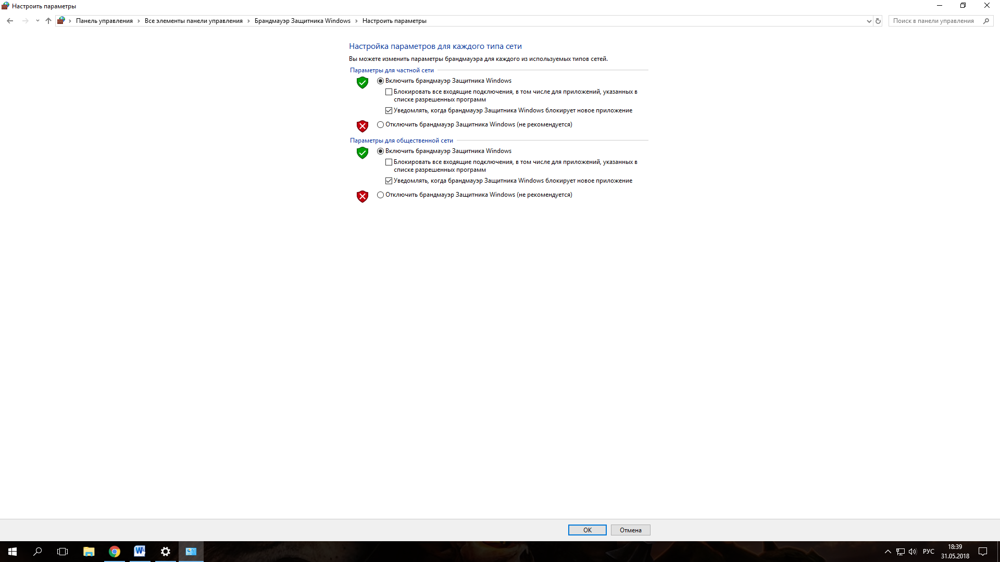 Настроить параметры
Панель управления
Все элементы панели управления
Брандмауэр Защитника Windows
Настроить параметры
Поиск в панели управления
Настройка параметров для каждого типа сети
Вы можете изменить параметры брандмауэра для каждого из используемых типов сетей.
Параметры для частной сети
Включить брандмауэр Защитника Windows
Блокировать все входящие подключения, в том числе для приложений, указанных в
списке разрешенных программ
Уведомлять, когда брандмауэр Защитника Windows блокирует новое приложение
Отключить брандмауэр Защитника Windows (не рекомендуется)
Параметры для общественной сети
Включить брандмауэр Защитника Windows
Блокировать все входящие подключения, в том числе для приложений, указанных в
списке разрешенных программ
Уведомлять, когда брандмауэр Защитника Windows блокирует новое приложение
Отключить брандмауэр Защитника Windows (не рекомендуется)
ОК
Отмена
W
РУС
18:39
31.05.2018